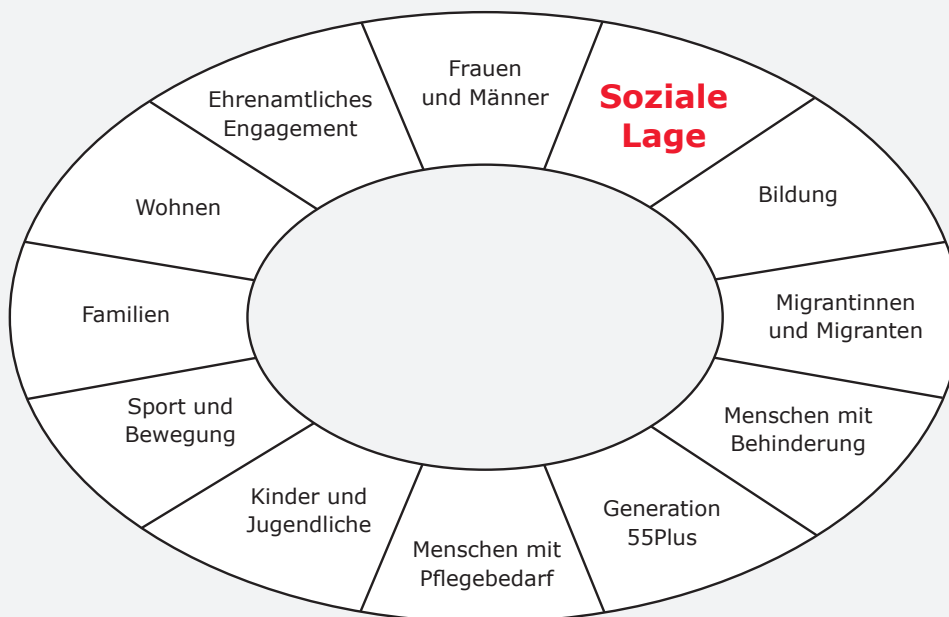 Frauen
und Männer
Soziale
Lage
Bildung
Migrantinnen
und Migranten
Menschen mit
Behinderung
Generation
55Plus
Menschen mit
Pflegebedarf
Kinder und
Jugendliche
Sport und
Bewegung
Familien
Wohnen
Ehrenamtliches
Engagement